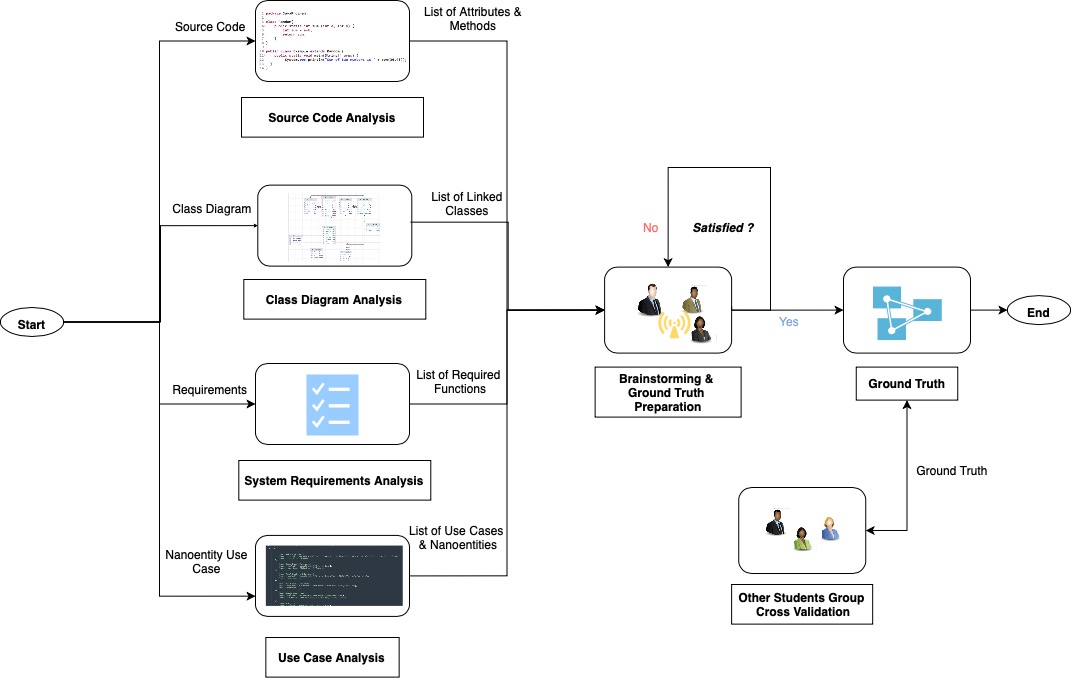 Source Code
List of Attributes &
Methods
Source Code Analysis
Class Diagram
List of Linked
Classes
Class Diagram Analysis
Start
Requirements
List of Required
Functions
System Requirements Analysis
Nanoentity Use
Case
List of Use Cases
& Nanoentities
Use Case Analysis
No
Satisfied ?
Yes
Brainstorming &
Ground Truth
Preparation
Ground Truth
End
Ground Truth
Other Students Group
Cross Validation